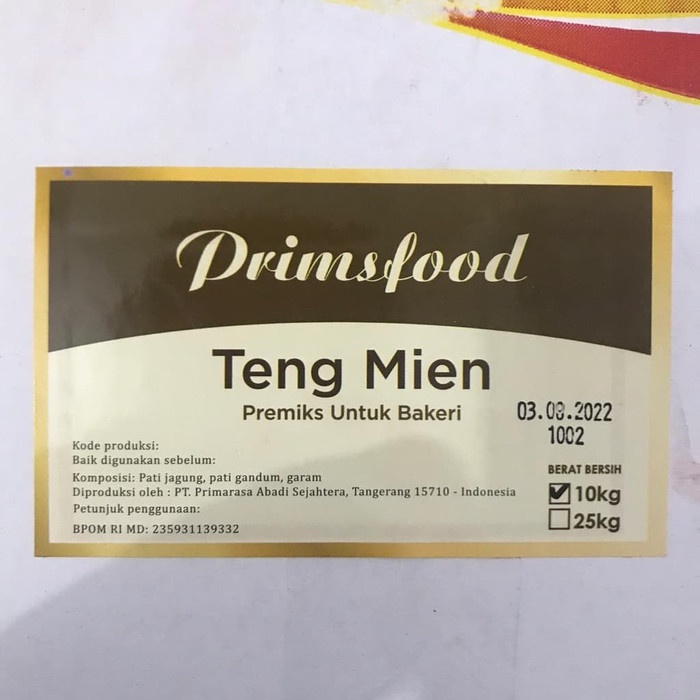 Primsfood
Teng Mien
Premiks Untuk Bakeri
03.08.2022
1002
Kode produksi:
Baik digunakan sebelum:
Komposisi: Pati jagung, pati gandum, garam
Diproduksi oleh : PT. Primarasa Abadi Sejahtera, Tangerang 15710 - Indonesia
Petunjuk penggunaan:
BPOM RI MD: 235931139332
BERAT BERSIH
10kg
25kg